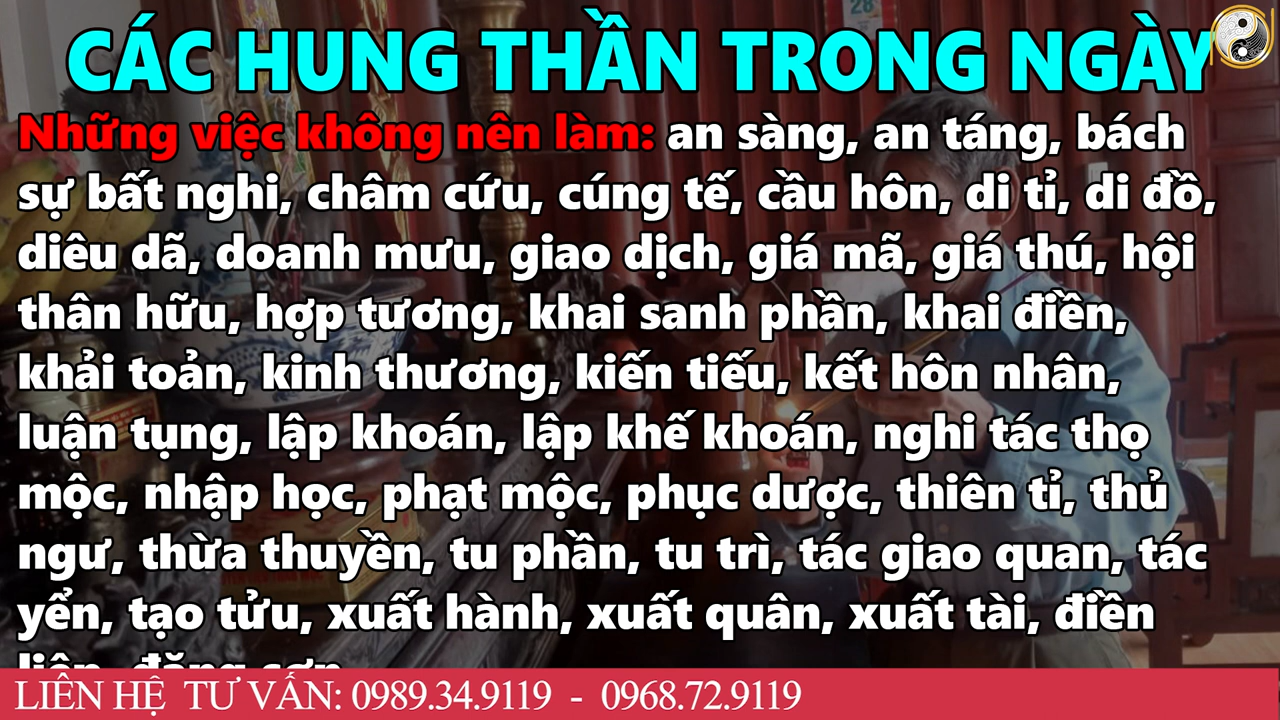 CÁC HUNG THẦN TRONG NGÀY
Những việc không nên làm: an sàng, an táng, bách
sự bất nghi, châm cứu, cúng tế, cầu hôn, di tỉ, di đồ,
diêu dã, doanh mưu, giao dịch, giá mã, giá thú, hội
thân hữu, hợp tương, khai sanh phần, khai điền,
khải toản, kinh thương, kiến tiếu, kết hôn nhân,
luận tụng, lập khoán, lập khế khoán, nghi tác thọ
mộc, nhập học, phạt mộc, phục dược, thiên tỉ, thủ
ngư, thừa thuyền, tu phần, tu trì, tác giao quan, tác
yển, tạo tửu, xuất hành, xuất quân, xuất tài, điền
LIÊN HỆ TƯ VẤN: 0989.34.9119 - 0968.72.9119
28